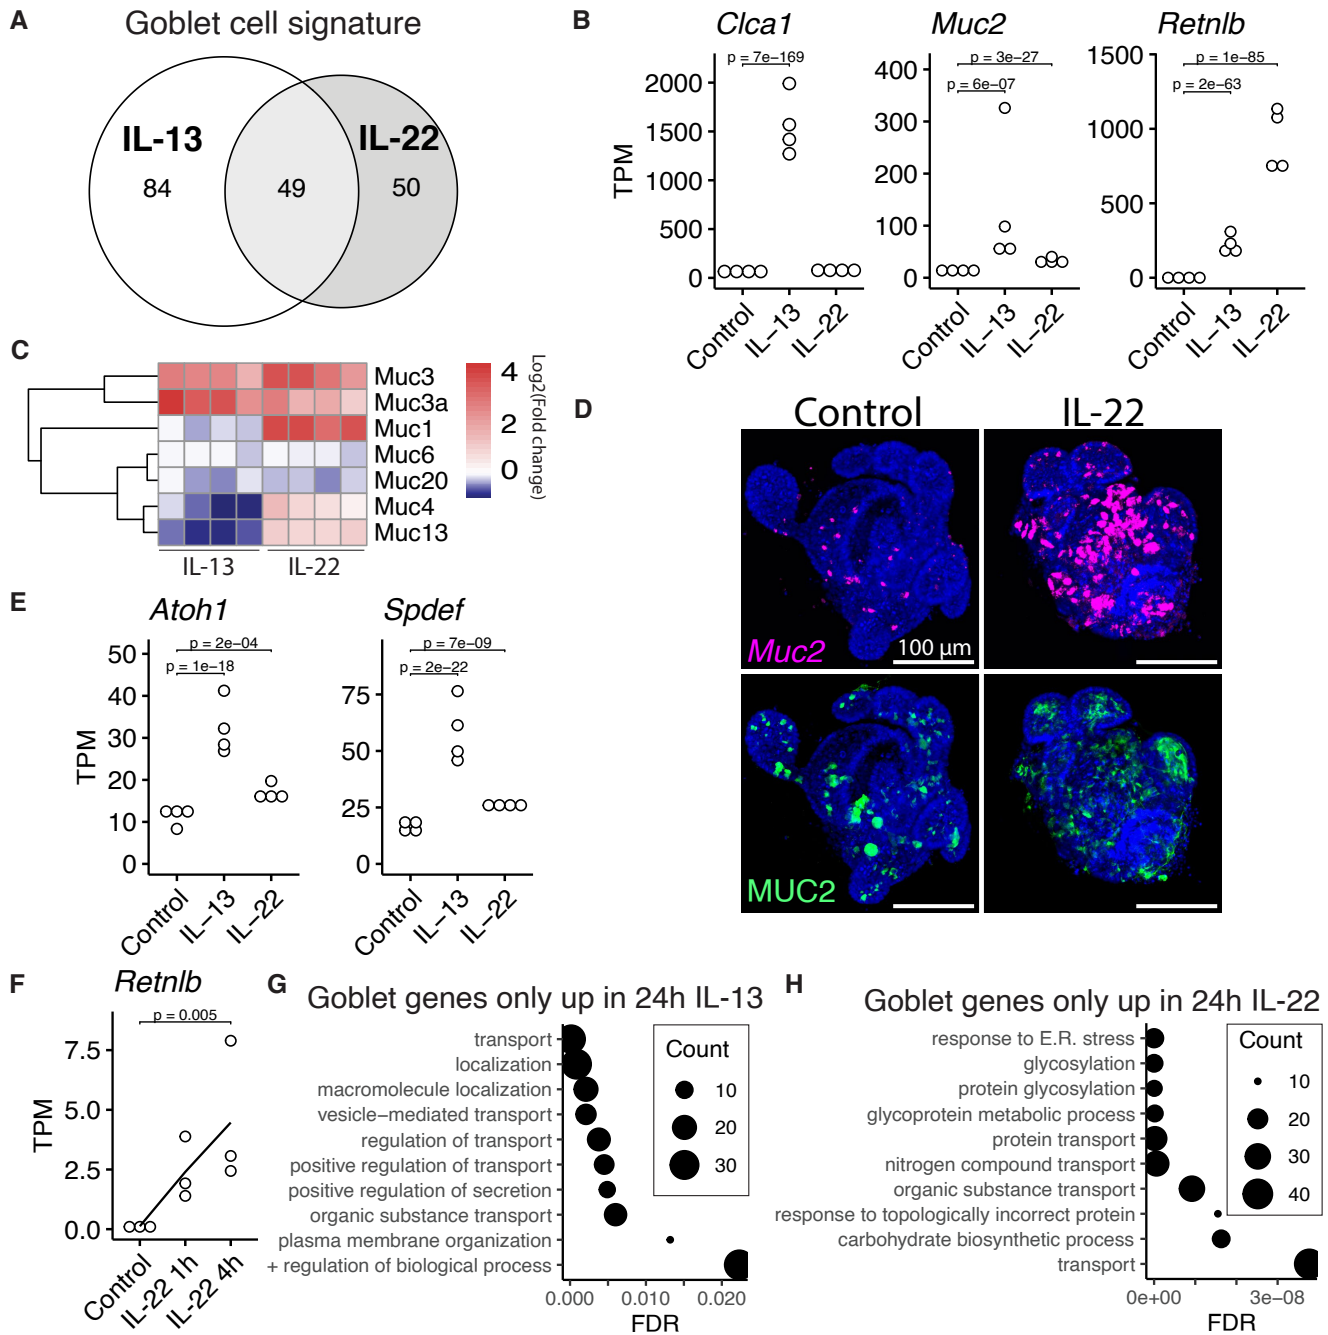 A
Goblet cell signature
IL-13
IL-22
84
49
50
B
Clca1
Muc2
Retnlb
TPM
2000
1500
1000
500
0
p = 7e−169
Control
IL−13
IL−22
400
300
200
100
0
p = 3e−27
p = 6e−07
Control
IL−13
IL−22
1500
1000
500
0
p = 1e−85
p = 2e−63
Control
IL−13
IL−22
C
Muc3
Muc3a
Muc1
Muc6
Muc20
Muc4
Muc13
IL-13
IL-22
4
2
0
Log2(Fold change)
D
Control
IL-22
Muc2
100 µm
MUC2
E
Atoh1
Spdef
TPM
50
40
30
20
10
0
p = 2e−04
p = 1e−18
Control
IL−13
IL−22
75
50
25
0
p = 7e−09
p = 2e−22
Control
IL−13
IL−22
F
Retnlb
p = 0.005
TPM
7.5
5.0
2.5
0.0
Control
IL−22 1h
IL−22 4h
G
Goblet genes only up in 24h IL-13
transport
localization
macromolecule localization
vesicle−mediated transport
regulation of transport
positive regulation of transport
positive regulation of secretion
organic substance transport
plasma membrane organization
+ regulation of biological process
Count
10
20
30
0.000
0.010
0.020
FDR
H
Goblet genes only up in 24h IL-22
response to E.R. stress
glycosylation
protein glycosylation
glycoprotein metabolic process
protein transport
nitrogen compound transport
organic substance transport
response to topologically incorrect protein
carbohydrate biosynthetic process
transport
Count
10
20
30
40
0e+00
3e−08
FDR